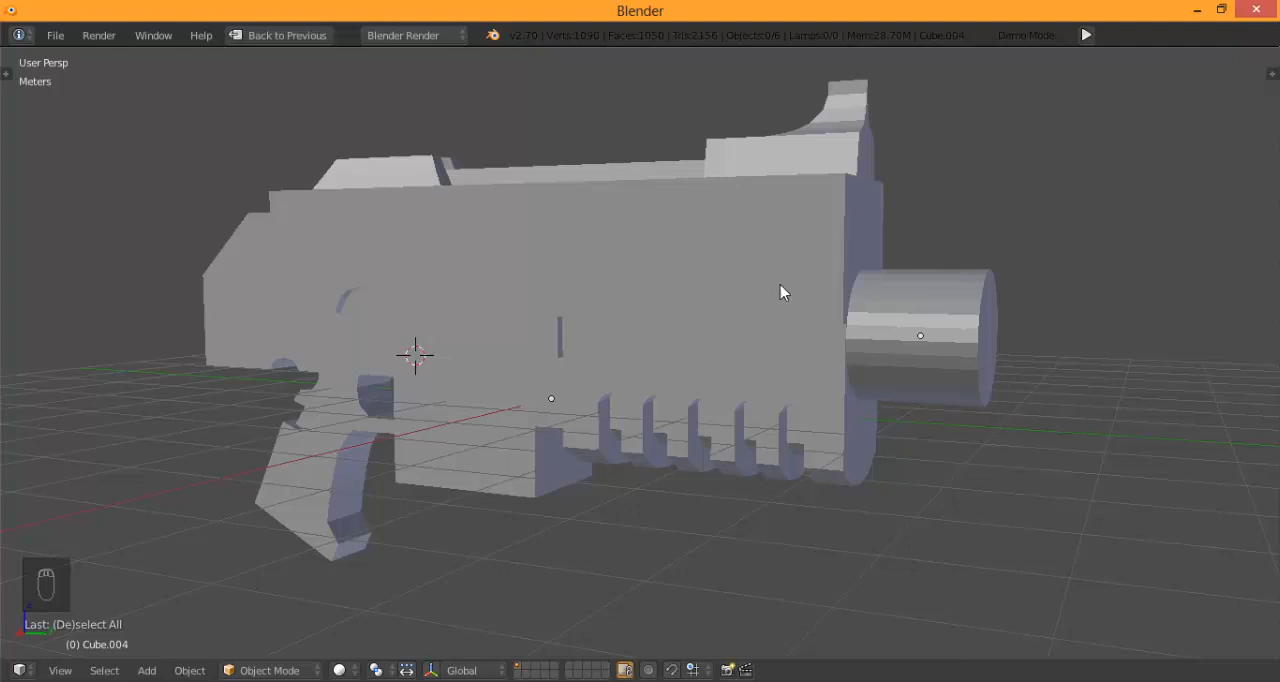 Blender
File Render Window Help Back to Previous Blender Render v2.70 | Verts:1090 | Faces:1050 | Tris:2156 | Objects:0/6 | Lamps:0/0 | Mem:28.70M | Cube.004 Demo Mode
User Persp
Meters
Last: (De)select All
(0) Cube.004
View Select Add Object Object Mode Global